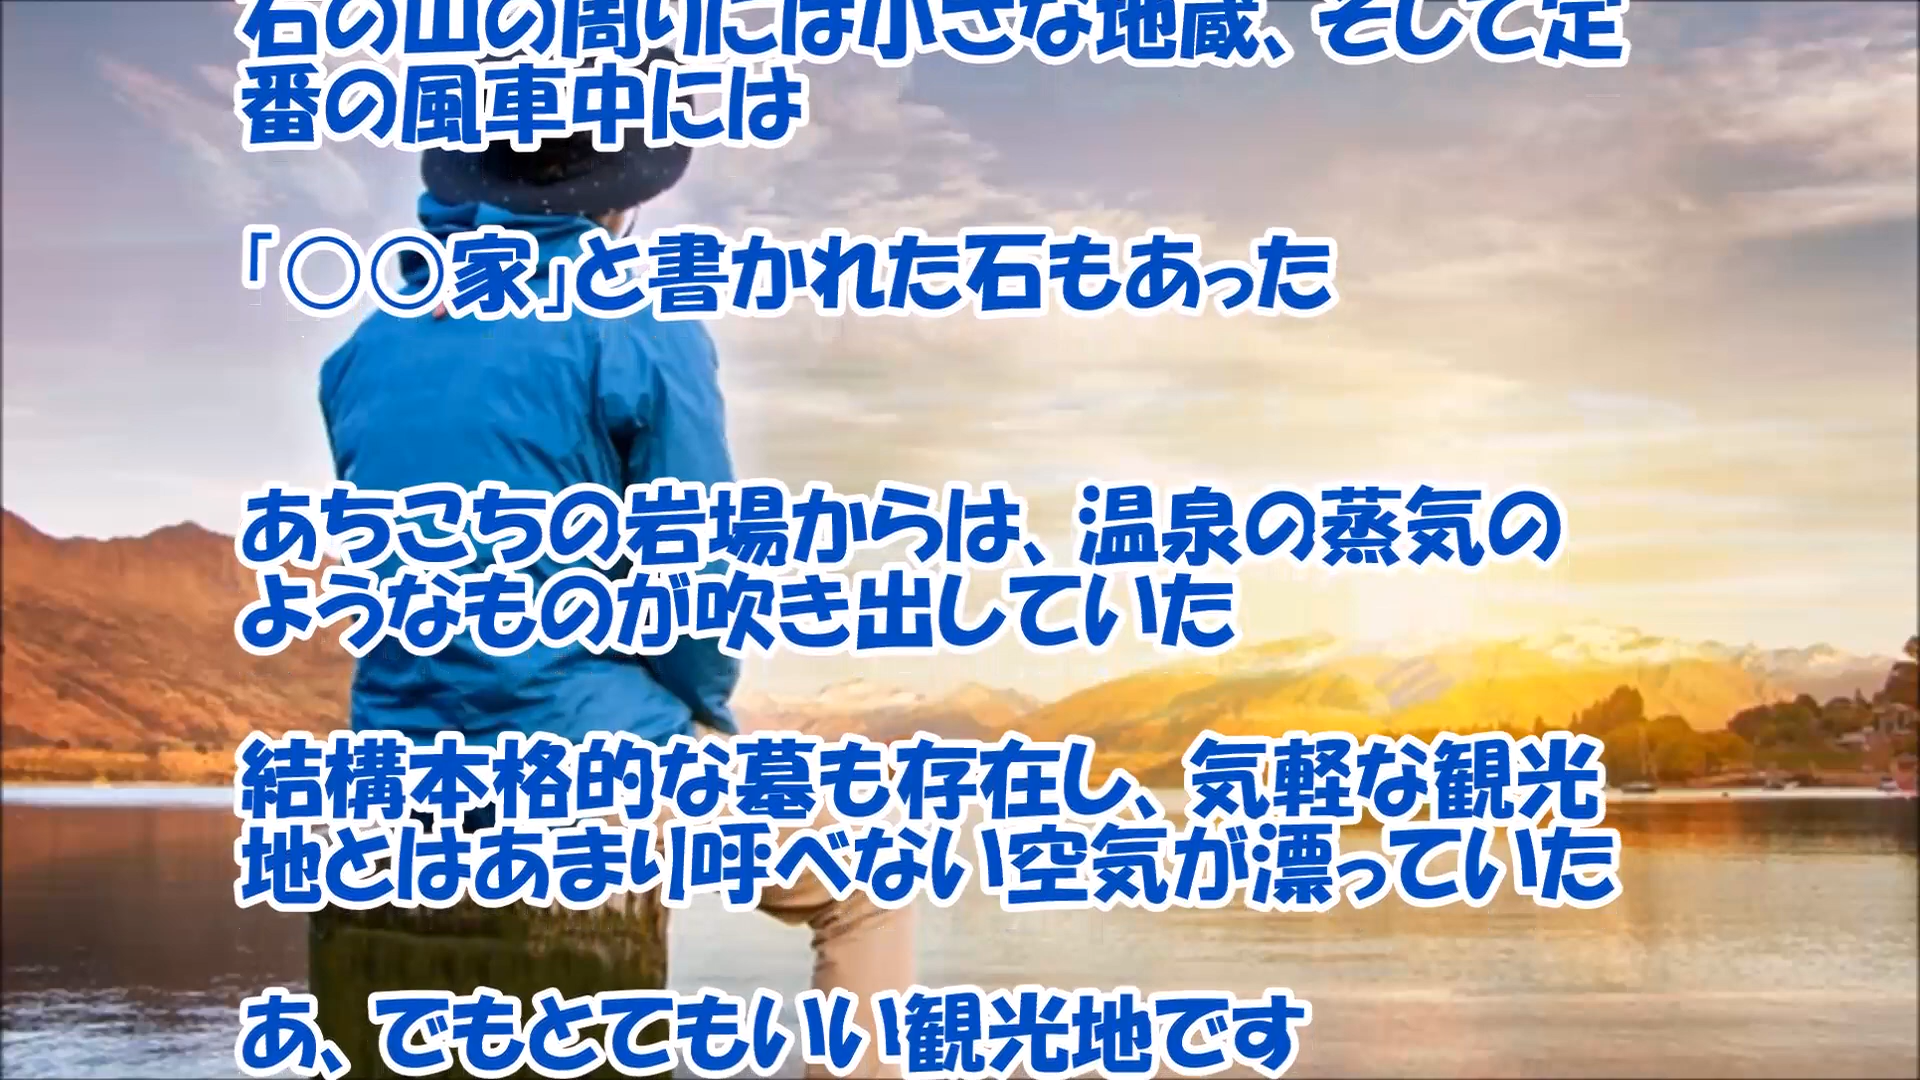 石の山の周りには小さな地蔵、そして定
番の風車中には
「○○家」と書かれた石もあった
あちこちの岩場からは、温泉の蒸気の
ようなものが吹き出していた
結構本格的な墓も存在し、気軽な観光
地とはあまり呼べない空気が漂っていた
あ、でもとてもいい観光地です